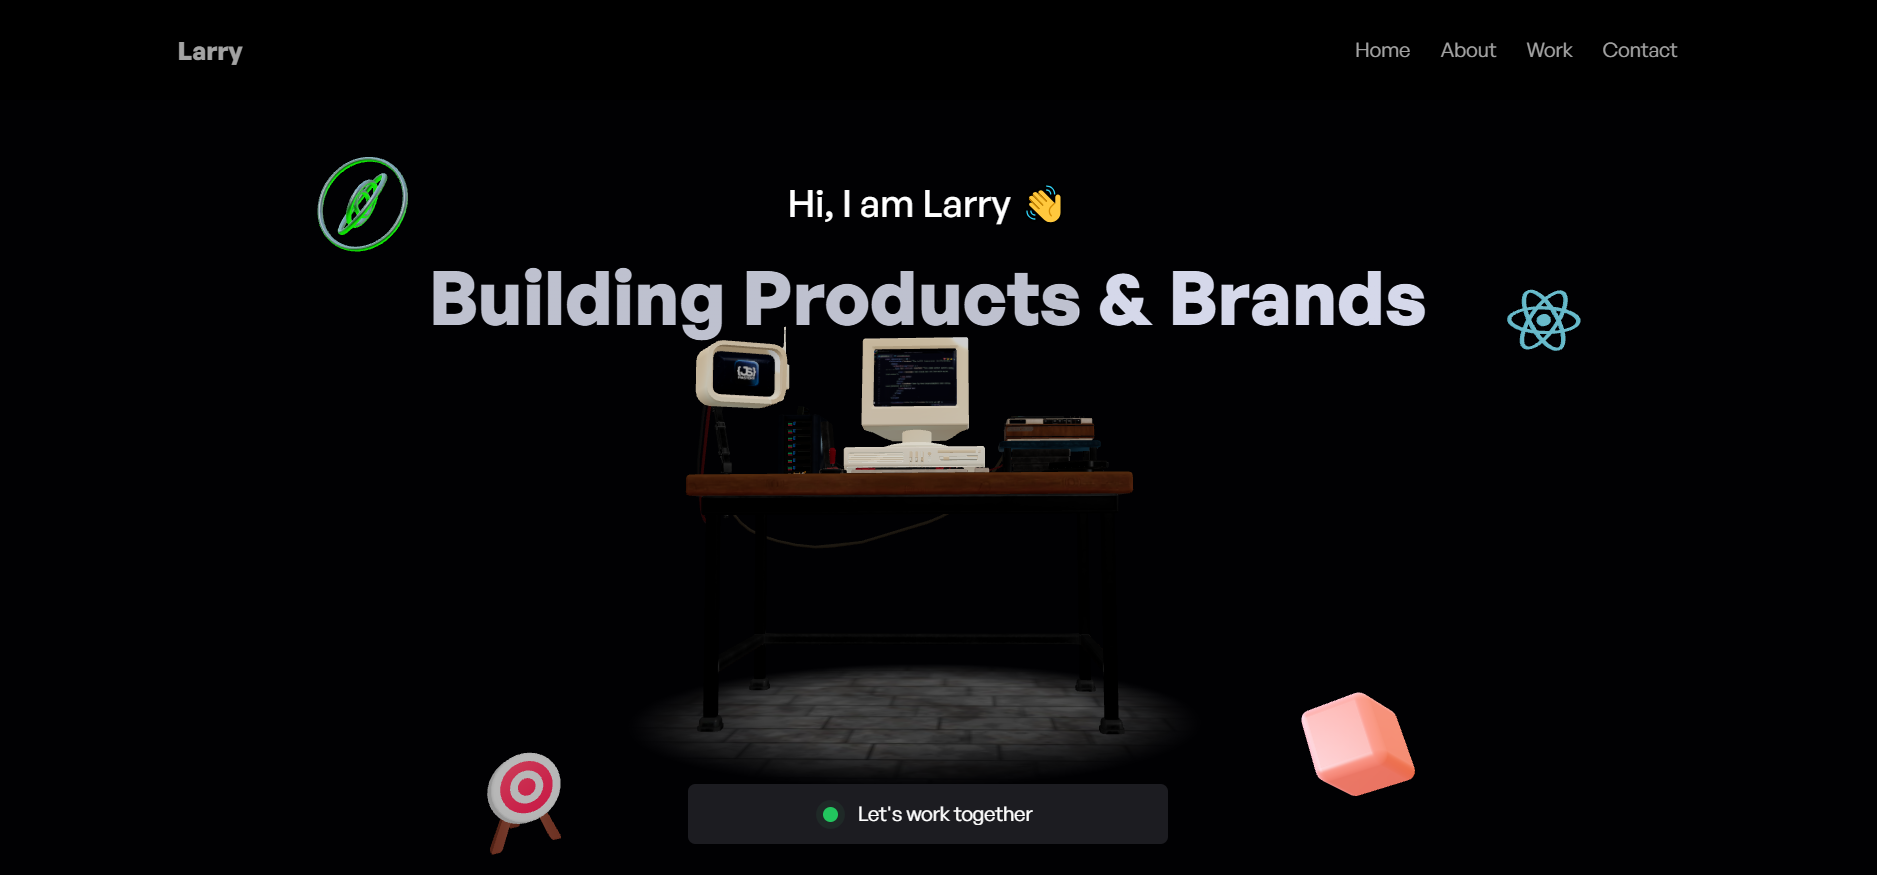 Larry
Home About Work Contact
Hi, I am Larry 👋
Building Products & Brands
Let's work together